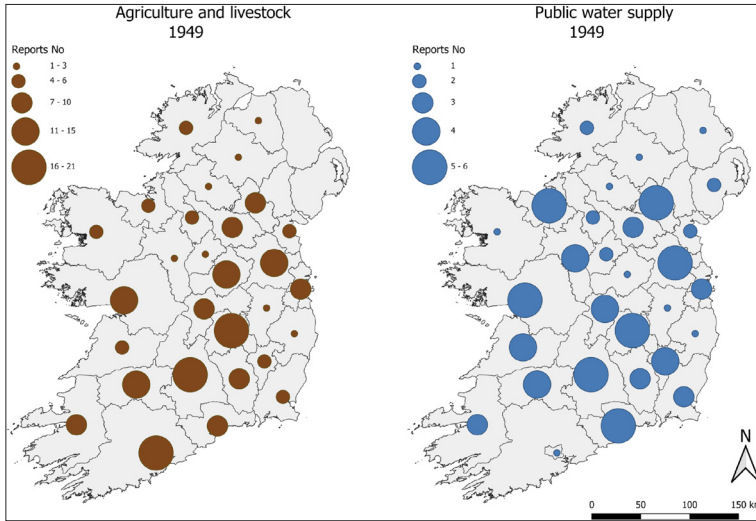 Agriculture and livestock
1949
Reports No
1 - 3
4 - 6
7 - 10
11 - 15
16 - 21
Public water supply
1949
Reports No
1
2
3
4
5 - 6
N
0 50 100 150 km